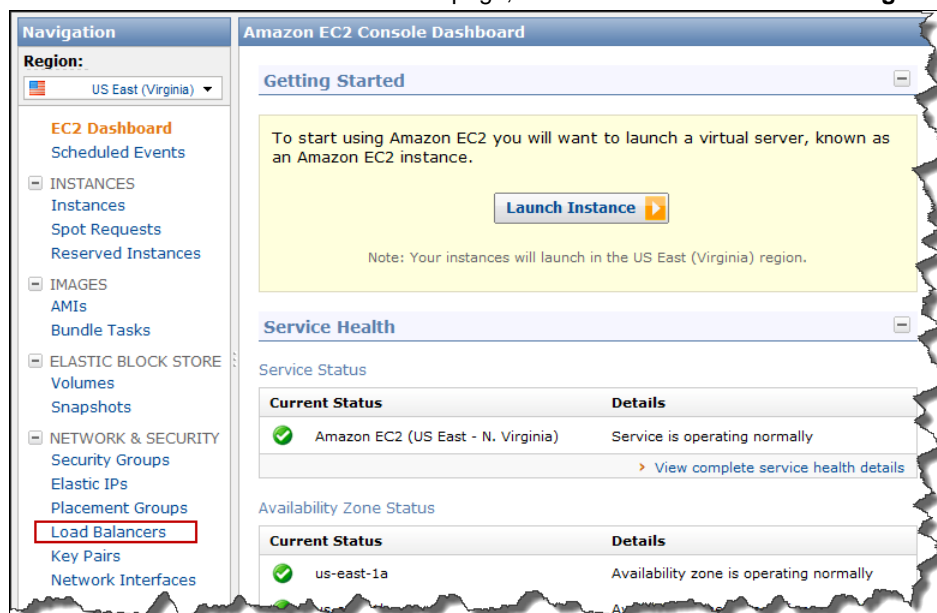 page,
Navigation
Region:
US East (Virginia)
EC2 Dashboard
Scheduled Events
INSTANCES
Instances
Spot Requests
Reserved Instances
IMAGES
AMIs
Bundle Tasks
ELASTIC BLOCK STORE
Volumes
Snapshots
NETWORK & SECURITY
Security Groups
Elastic IPs
Placement Groups
Load Balancers
Key Pairs
Network Interfaces
Amazon EC2 Console Dashboard
Getting Started
To start using Amazon EC2 you will want to launch a virtual server, known as
an Amazon EC2 instance.
Launch Instance
Note: Your instances will launch in the US East (Virginia) region.
Service Health
Service Status
Current Status Details
Amazon EC2 (US East - N. Virginia) Service is operating normally
View complete service health details
Availability Zone Status
Current Status Details
us-east-1a Availability zone is operating normally